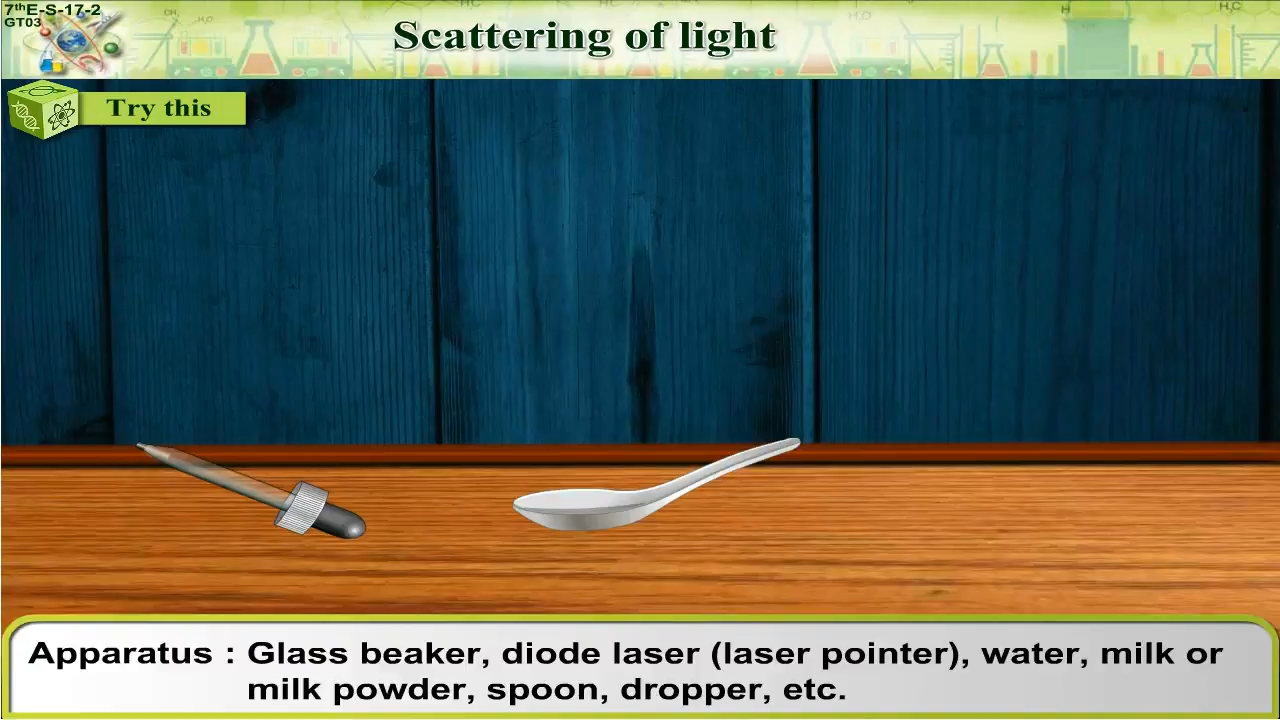 7thE-S-17-2
GT03
Scattering of light
Try this
Apparatus : Glass beaker, diode laser (laser pointer), water, milk or
milk powder, spoon, dropper, etc.